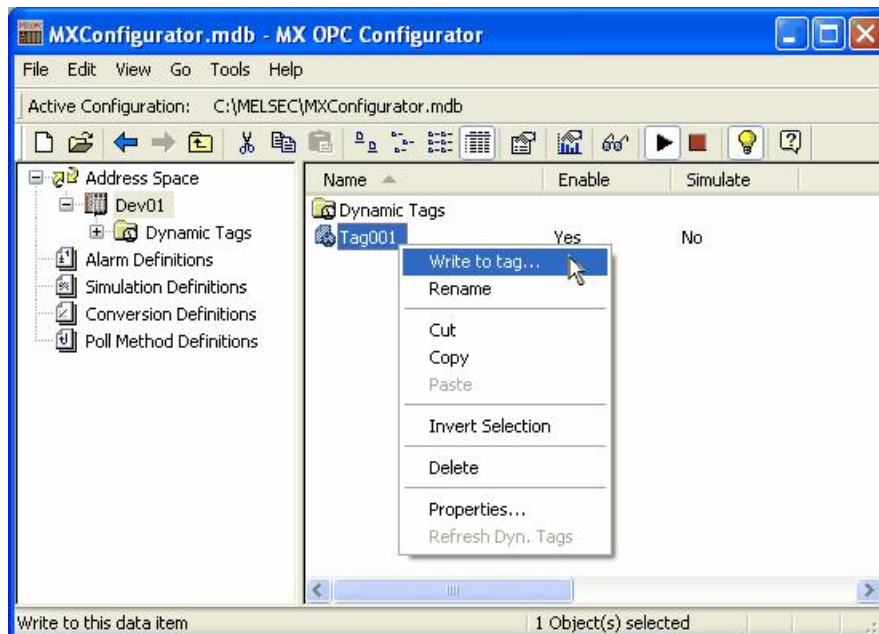 MXConfigurator.mdb - MX OPC Configurator
File Edit View Go Tools Help
Active Configuration: C:\MELSEC\MXConfigurator.mdb
Address Space
Dev01
Dynamic Tags
Alarm Definitions
Simulation Definitions
Conversion Definitions
Poll Method Definitions
Name Enable Simulate
Dynamic Tags
Tag001 Yes No
Write to tag...
Rename
Cut
Copy
Paste
Invert Selection
Delete
Properties...
Refresh Dyn. Tags
Write to this data item 1 Object(s) selected